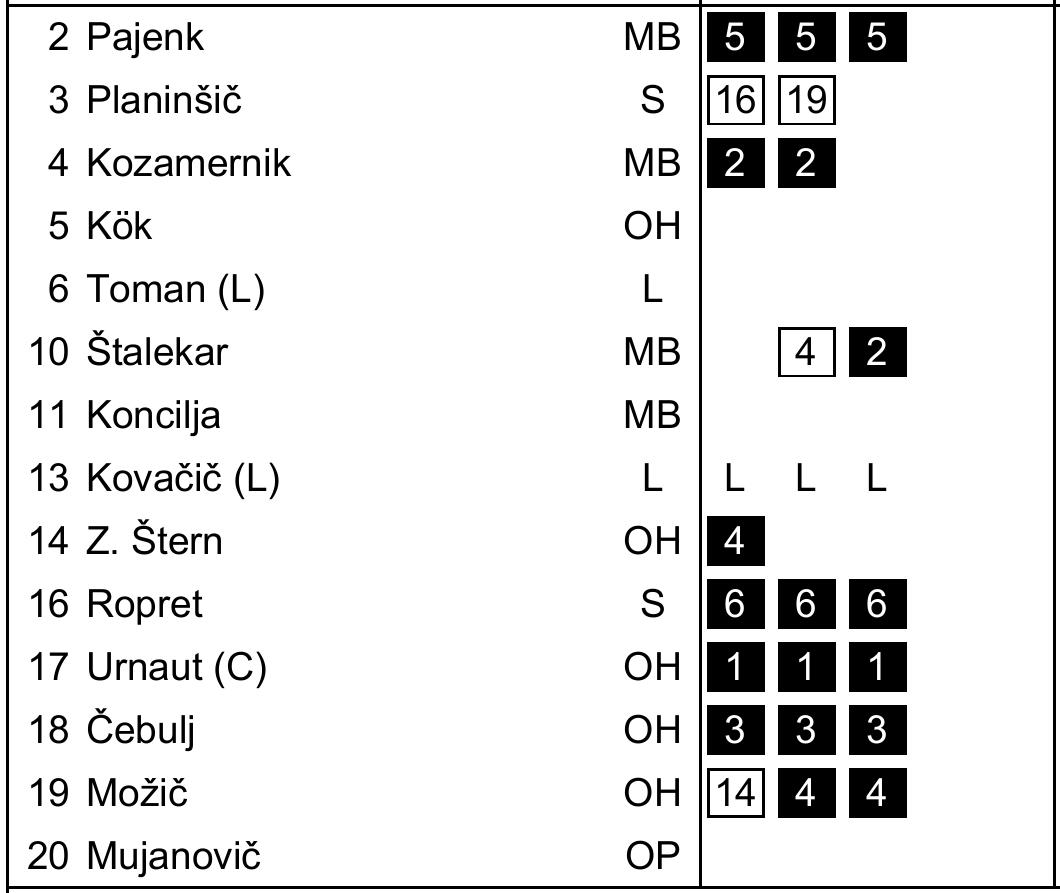 2 Pajenk MB 5 5 5
3 Planinšič S 16 19
4 Kozamernik MB 2 2
5 Kök OH
6 Toman (L) L
10 Štalekar MB 4 2
11 Koncilja MB
13 Kovačič (L) L L L L
14 Z. Štern OH 4
16 Ropret S 6 6 6
17 Urnaut (C) OH 1 1 1
18 Čebulj OH 3 3 3
19 Možič OH 14 4 4
20 Mujanovič OP